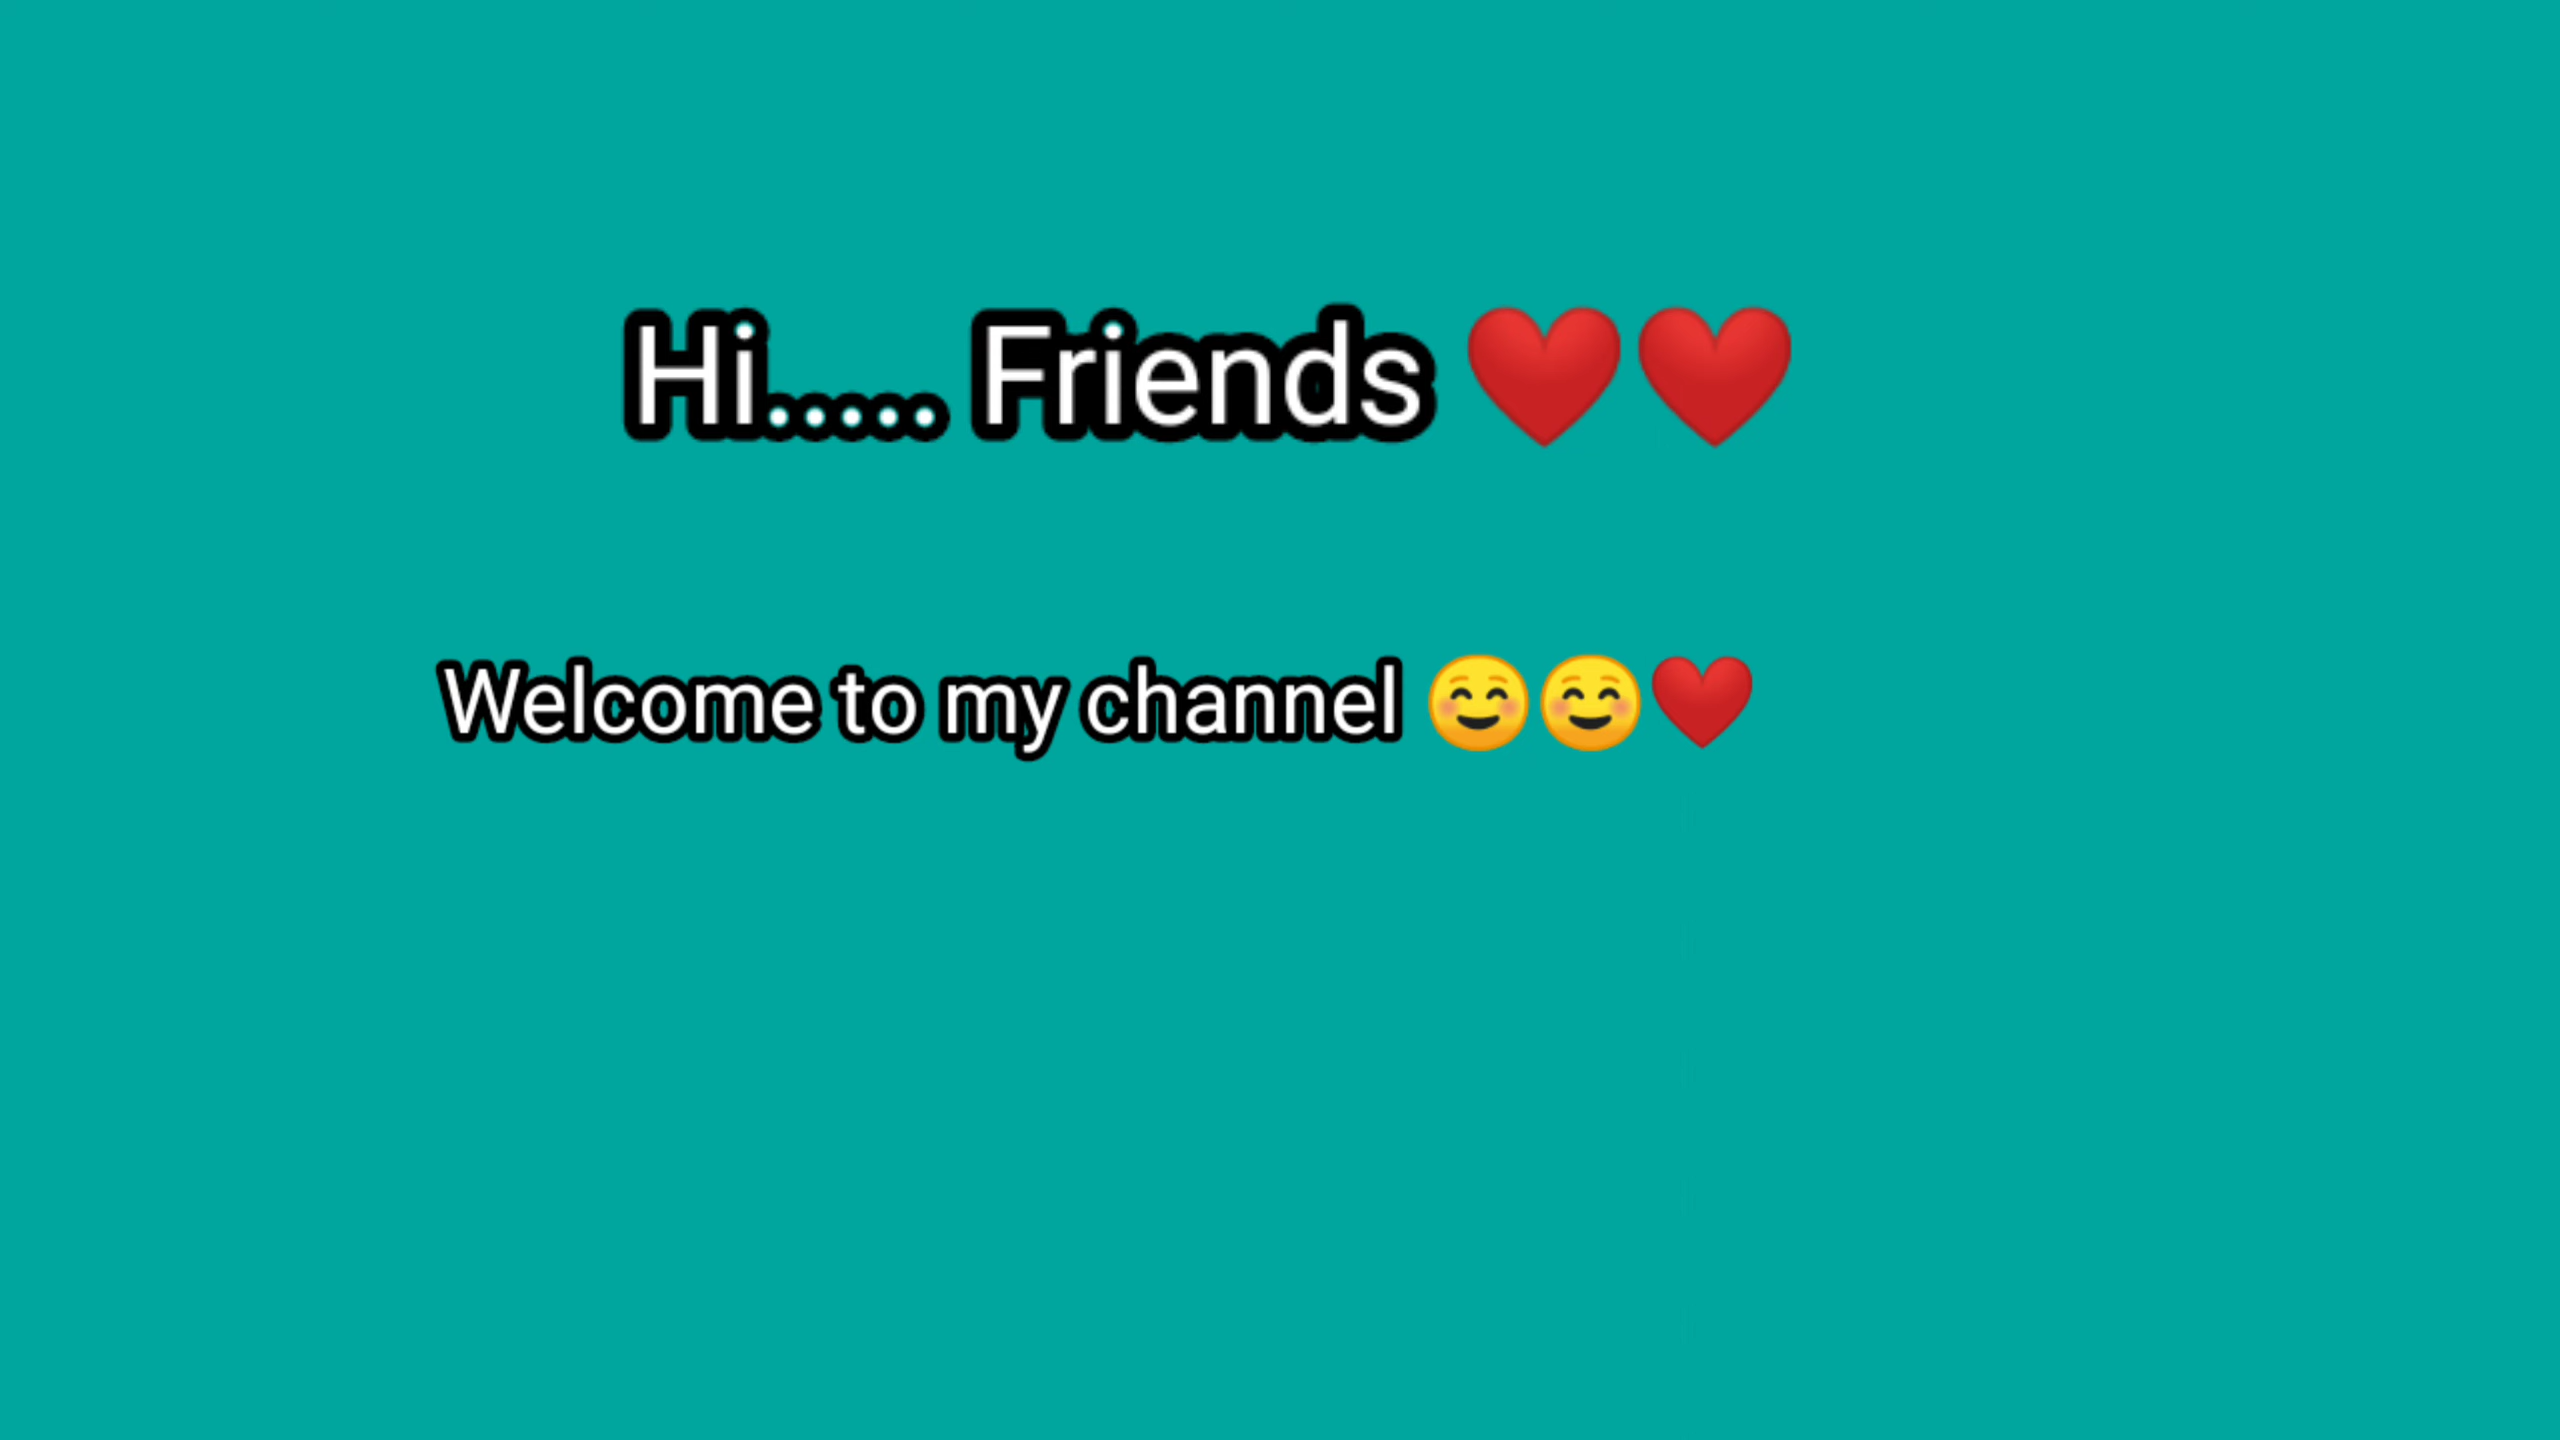 Hi..... Friends ❤️❤️
Welcome to my channel ☺️☺️❤️